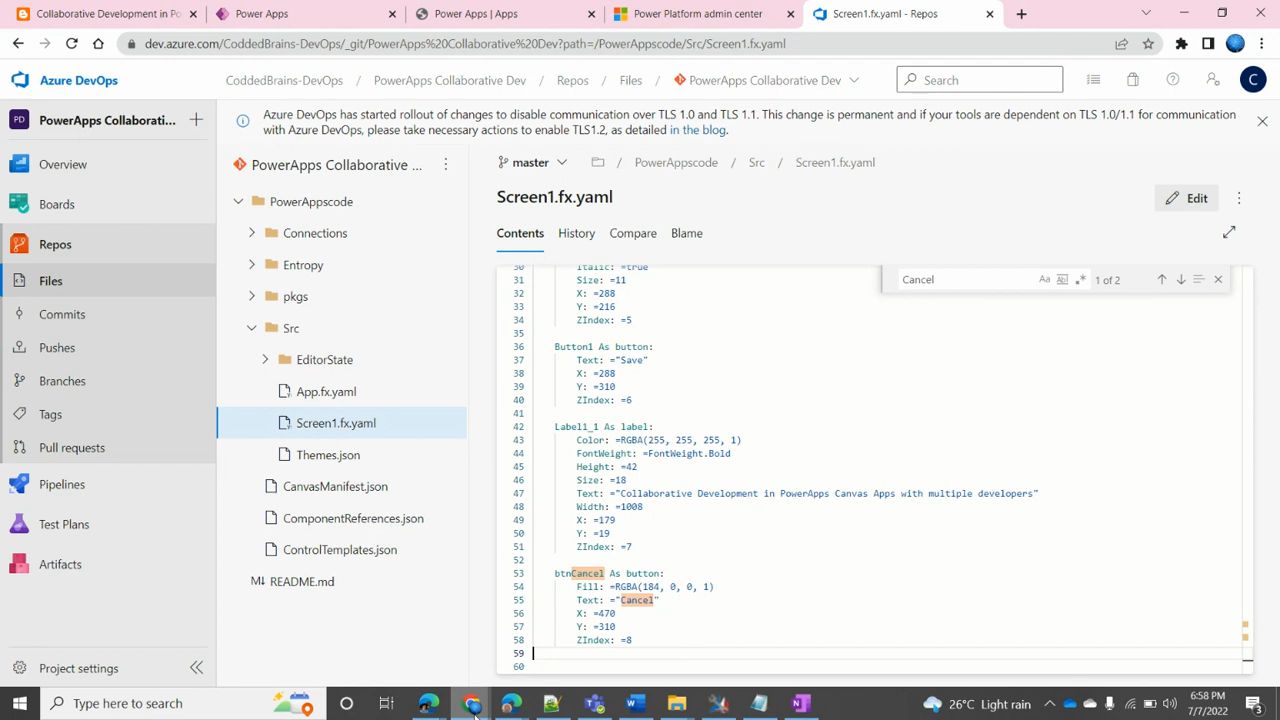 Collaborative Development in Po
Power Apps
Power Apps | Apps
Power Platform admin center
Screen1.fx.yaml - Repos
dev.azure.com/CoddedBrains-DevOps/_git/PowerApps%20Collaborative%20Dev?path=/PowerAppscode/Src/Screen1.fx.yaml
Azure DevOps
CoddedBrains-DevOps / PowerApps Collaborative Dev / Repos / Files / PowerApps Collaborative Dev
Search
C
PD PowerApps Collaborati...
Azure DevOps has started rollout of changes to disable communication over TLS 1.0 and TLS 1.1. This change is permanent and if your tools are dependent on TLS 1.0/1.1 for communication
with Azure DevOps, please take necessary actions to enable TLS1.2, as detailed in the blog.
Overview
Boards
Repos
Files
Commits
Pushes
Branches
Tags
Pull requests
Pipelines
Test Plans
Artifacts
Project settings
PowerApps Collaborative ...
PowerAppscode
Connections
Entropy
pkgs
Src
EditorState
App.fx.yaml
Screen1.fx.yaml
Themes.json
CanvasManifest.json
ComponentReferences.json
ControlTemplates.json
README.md
master / PowerAppscode / Src / Screen1.fx.yaml
Screen1.fx.yaml
Edit
Contents History Compare Blame
Cancel Aa ab 1 of 2
30 Italic: =true
31 Size: =11
32 X: =288
33 Y: =216
34 ZIndex: =5
35
36 Button1 As button:
37 Text: ="Save"
38 X: =288
39 Y: =310
40 ZIndex: =6
41
42 Label1_1 As label:
43 Color: =RGBA(255, 255, 255, 1)
44 FontWeight: =FontWeight.Bold
45 Height: =42
46 Size: =18
47 Text: ="Collaborative Development in PowerApps Canvas Apps with multiple developers"
48 Width: =1008
49 X: =179
50 Y: =19
51 ZIndex: =7
52
53 btnCancel As button:
54 Fill: =RGBA(184, 0, 0, 1)
55 Text: ="Cancel"
56 X: =470
57 Y: =310
58 ZIndex: =8
59
60
Type here to search
26°C Light rain
6:58 PM
7/7/2022
3